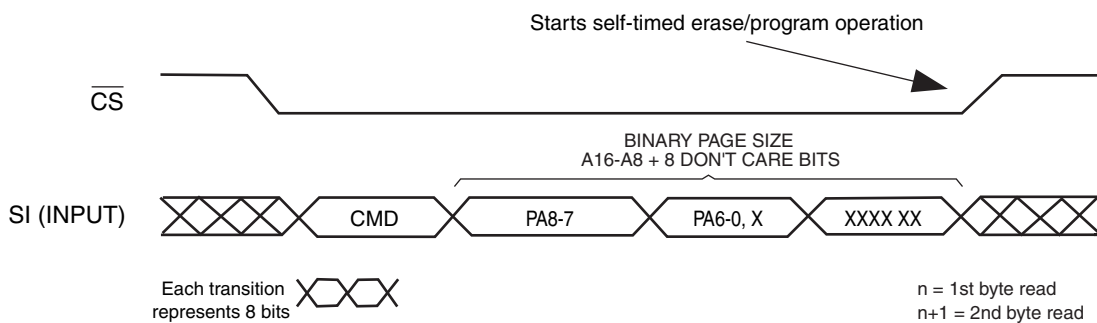 Starts self-timed erase/program operation
CS
BINARY PAGE SIZE
A16-A8 + 8 DON'T CARE BITS
SI (INPUT)
CMD
PA8-7
PA6-0, X
XXXX XX
Each transition
represents 8 bits
n = 1st byte read
n+1 = 2nd byte read